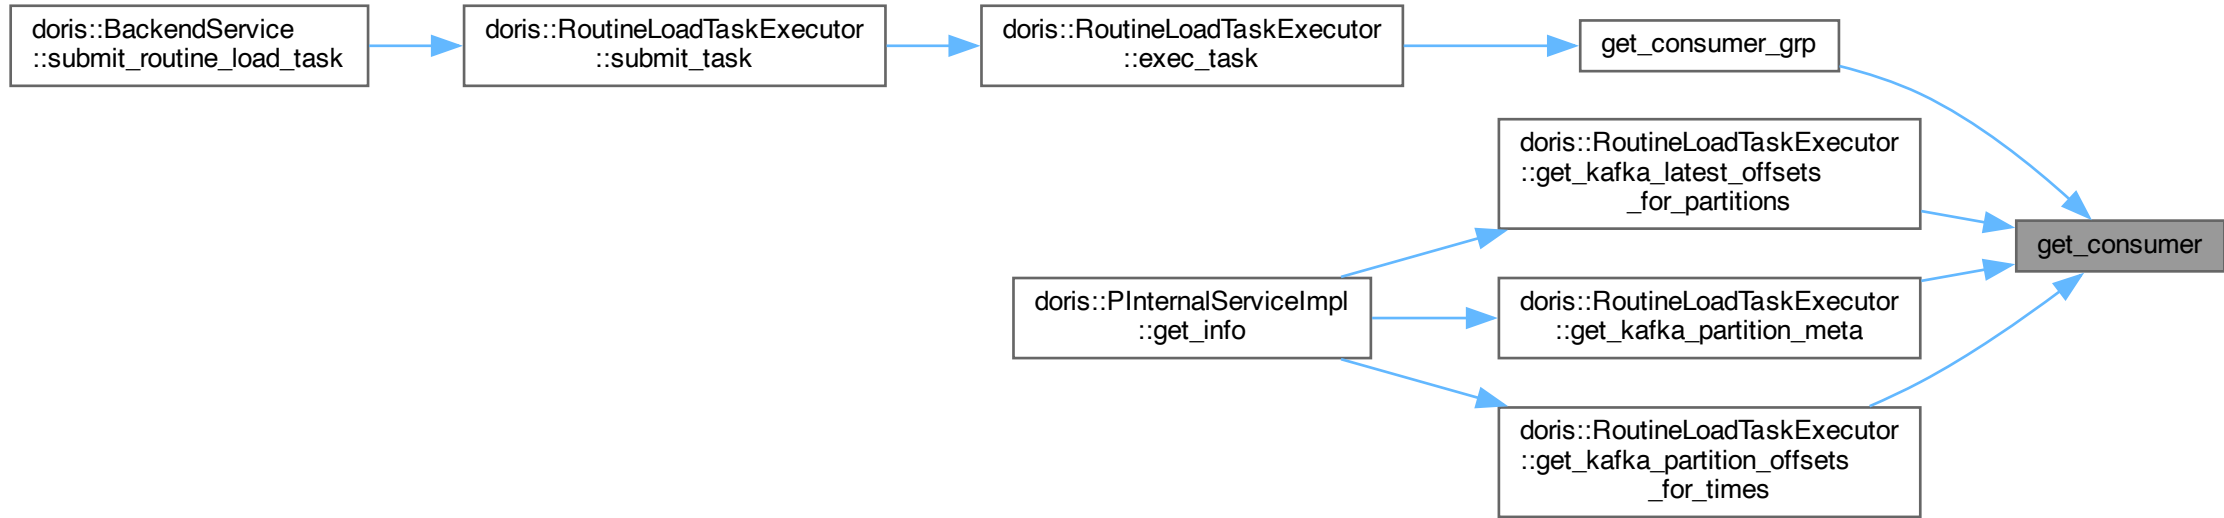 doris::BackendService
::submit_routine_load_task
doris::RoutineLoadTaskExecutor
::submit_task
doris::RoutineLoadTaskExecutor
::exec_task
get_consumer_grp
doris::RoutineLoadTaskExecutor
::get_kafka_latest_offsets
_for_partitions
get_consumer
doris::PInternalServiceImpl
::get_info
doris::RoutineLoadTaskExecutor
::get_kafka_partition_meta
doris::RoutineLoadTaskExecutor
::get_kafka_partition_offsets
_for_times